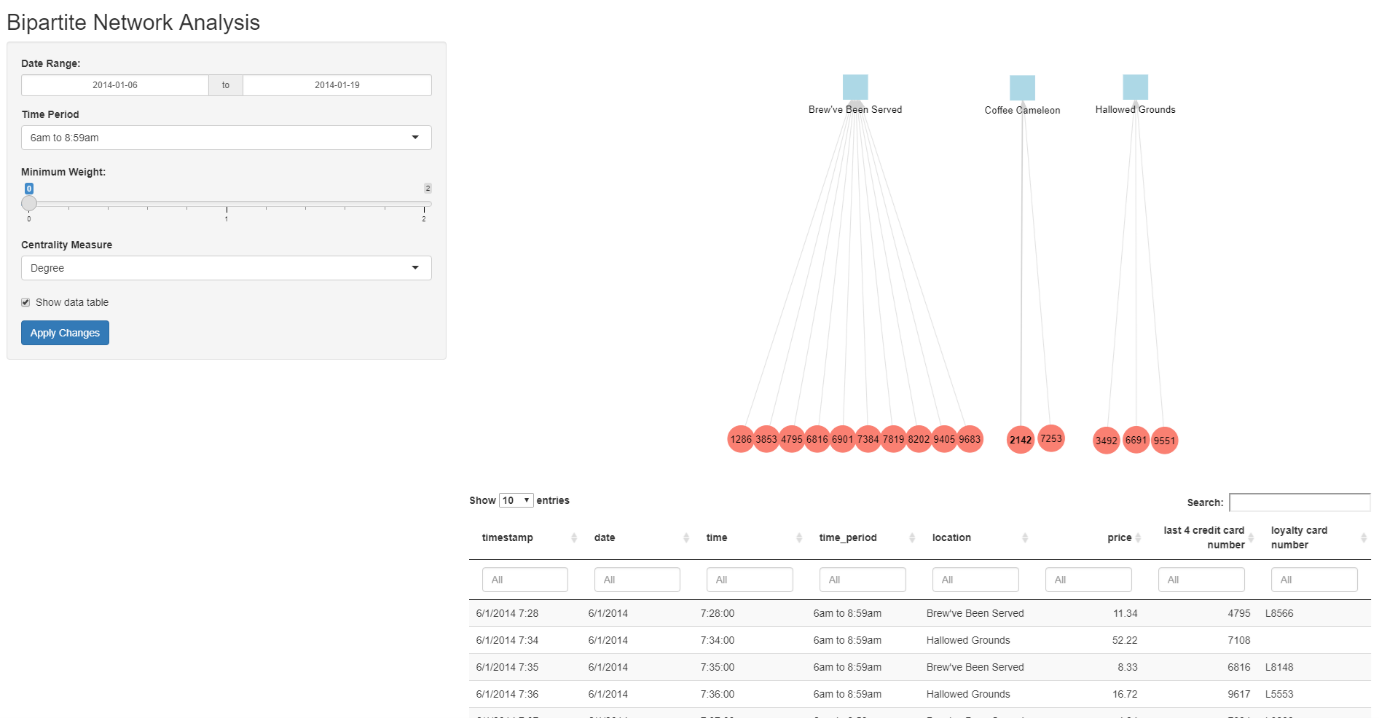 Bipartite Network Analysis
Date Range:
2014-01-06 to 2014-01-19
Time Period
6am to 8:59am
Minimum Weight:
0 2
0 1 2
Centrality Measure
Degree
Show data table
Apply Changes
Brew've Been Served Coffee Cameleon Hallowed Grounds
1286 3853 4795 6816 6901 7384 7819 8202 9405 9683 2142 7253 3492 6691 9551
Show 10 entries
Search:
timestamp date time time_period location price last 4 credit card number loyalty card number
All All All All All All All All
6/1/2014 7:28 6/1/2014 7:28:00 6am to 8:59am Brew've Been Served 11.34 4795 L8566
6/1/2014 7:34 6/1/2014 7:34:00 6am to 8:59am Hallowed Grounds 52.22 7108
6/1/2014 7:35 6/1/2014 7:35:00 6am to 8:59am Brew've Been Served 8.33 6816 L8148
6/1/2014 7:36 6/1/2014 7:36:00 6am to 8:59am Hallowed Grounds 16.72 9617 L5553